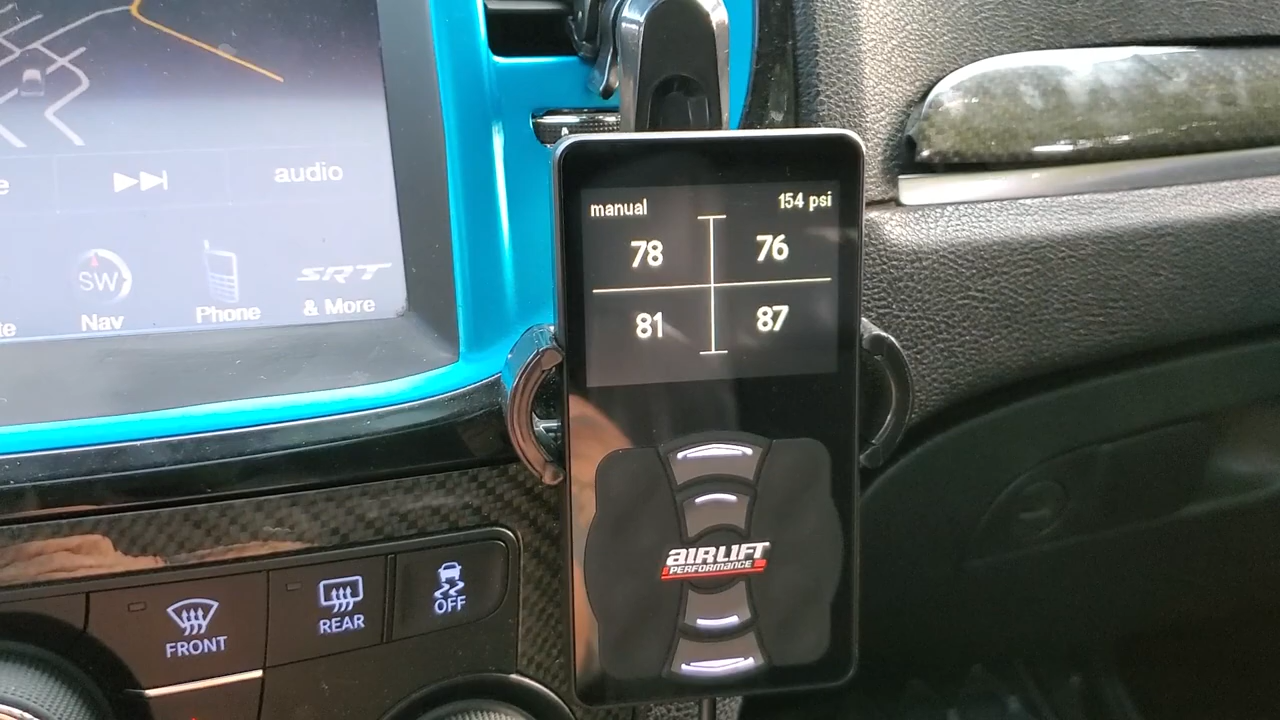 audio
SW
Nav
Phone
SRT
& More
manual
154 psi
78
76
81
87
AIRLIFT
PERFORMANCE
FRONT
REAR
OFF